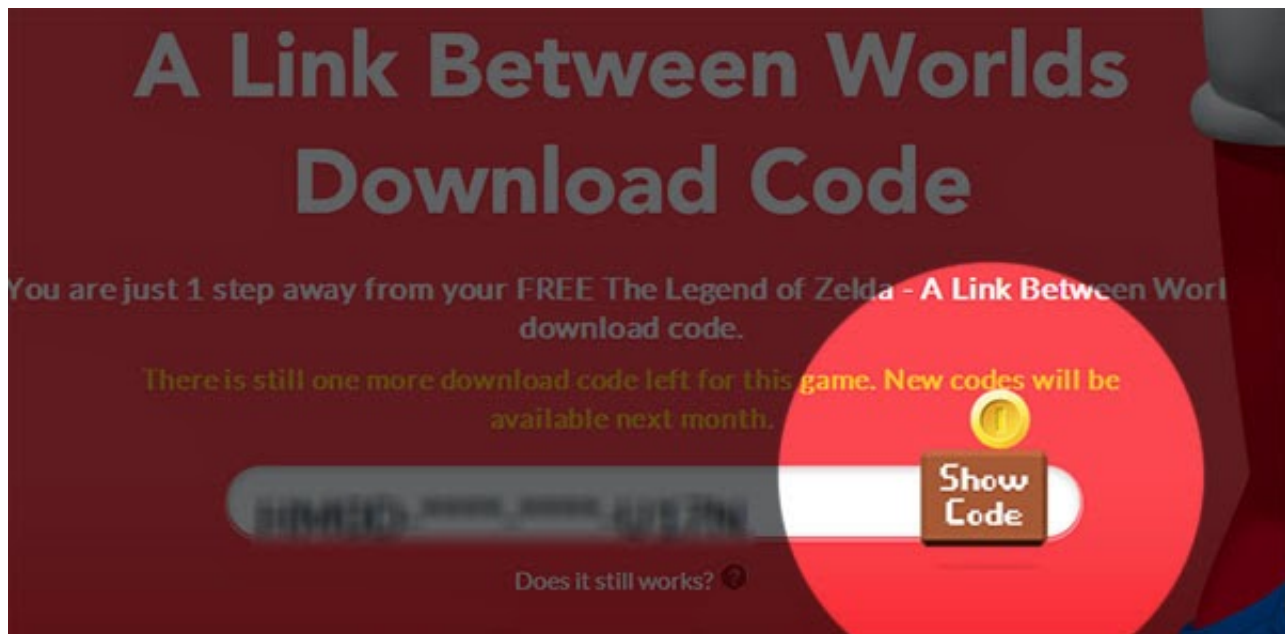 A Link Between Worlds
Download Code
You are just 1 step away from your FREE The Legend of Zelda - A Link Between Worl
download code.
There is still one more download code left for this game. New codes will be
available next month.
Show
Code
Does it still works?